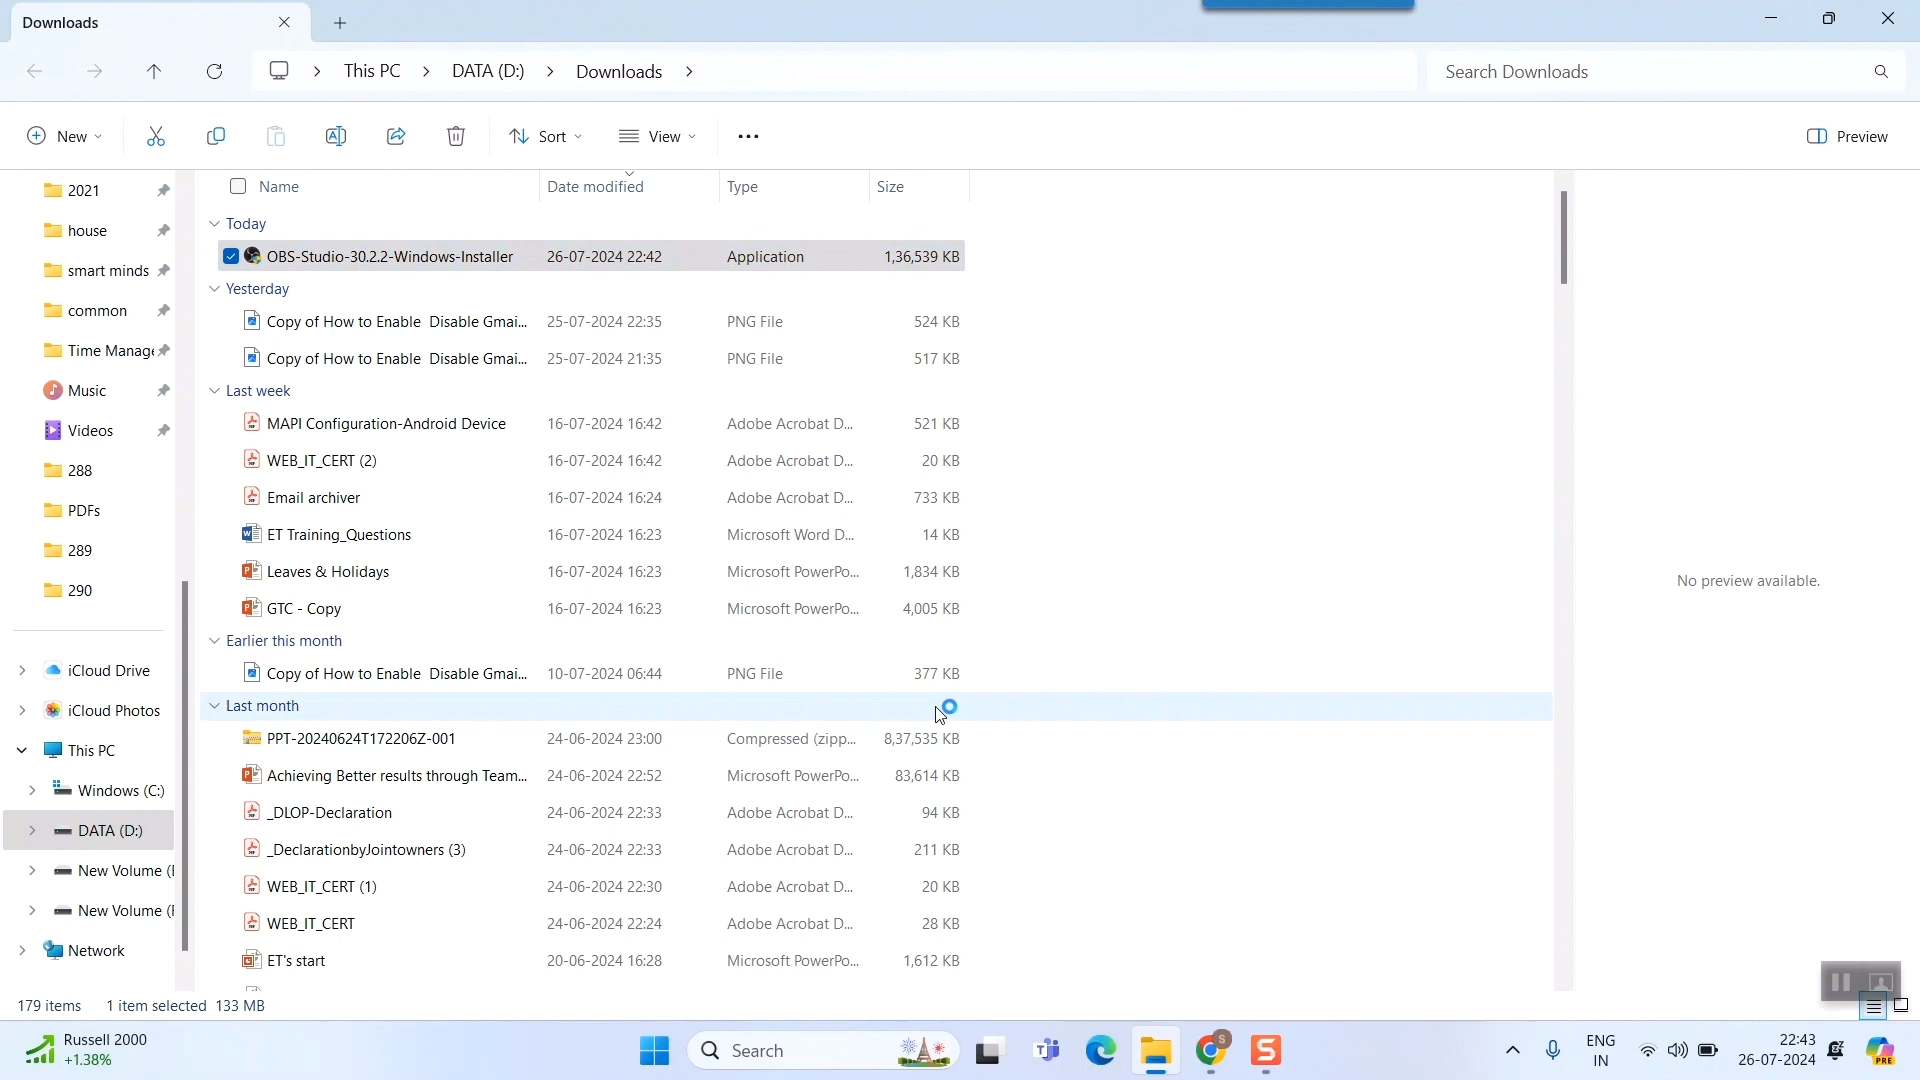 Downloads
This PC
DATA (D:)
Downloads
Search Downloads
New
Sort
View
Preview
2021
house
smart minds
common
Time Manage
Music
Videos
288
PDFs
289
290
iCloud Drive
iCloud Photos
This PC
Windows (C:)
DATA (D:)
New Volume (
New Volume (
Network
Name Date modified Type Size
Today
OBS-Studio-30.2.2-Windows-Installer 26-07-2024 22:42 Application 1,36,539 KB
Yesterday
Copy of How to Enable Disable Gmai... 25-07-2024 22:35 PNG File 524 KB
Copy of How to Enable Disable Gmai... 25-07-2024 21:35 PNG File 517 KB
Last week
MAPI Configuration-Android Device 16-07-2024 16:42 Adobe Acrobat D... 521 KB
WEB_IT_CERT (2) 16-07-2024 16:42 Adobe Acrobat D... 20 KB
Email archiver 16-07-2024 16:24 Adobe Acrobat D... 733 KB
ET Training_Questions 16-07-2024 16:23 Microsoft Word D... 14 KB
Leaves & Holidays 16-07-2024 16:23 Microsoft PowerPo... 1,834 KB
GTC - Copy 16-07-2024 16:23 Microsoft PowerPo... 4,005 KB
Earlier this month
Copy of How to Enable Disable Gmai... 10-07-2024 06:44 PNG File 377 KB
Last month
PPT-20240624T172206Z-001 24-06-2024 23:00 Compressed (zipp... 8,37,535 KB
Achieving Better results through Team... 24-06-2024 22:52 Microsoft PowerPo... 83,614 KB
_DLOP-Declaration 24-06-2024 22:33 Adobe Acrobat D... 94 KB
_DeclarationbyJointowners (3) 24-06-2024 22:33 Adobe Acrobat D... 211 KB
WEB_IT_CERT (1) 24-06-2024 22:30 Adobe Acrobat D... 20 KB
WEB_IT_CERT 24-06-2024 22:24 Adobe Acrobat D... 28 KB
ET's start 20-06-2024 16:28 Microsoft PowerPo... 1,612 KB
No preview available.
179 items 1 item selected 133 MB
Russell 2000
+1.38%
Search
S
S
ENG
IN
22:43
26-07-2024
PRE